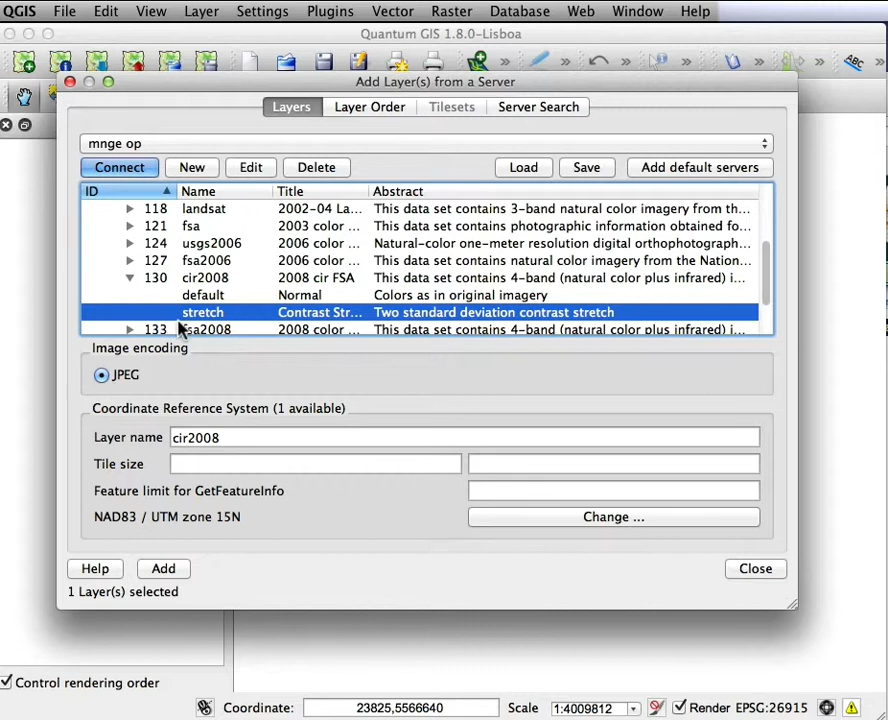 QGIS File Edit View Layer Settings Plugins Vector Raster Database Web Window Help
Quantum GIS 1.8.0-Lisboa
» » » » » » ABC
Add Layer(s) from a Server
Layers Layer Order Tilesets Server Search
mnge op
Connect New Edit Delete Load Save Add default servers
ID Name Title Abstract
118 landsat 2002-04 La... This data set contains 3-band natural color imagery from th...
121 fsa 2003 color ... This data set contains photographic information obtained fo...
124 usgs2006 2006 color ... Natural-color one-meter resolution digital orthophotograph...
127 fsa2006 2006 color ... This data set contains natural color imagery from the Nation...
130 cir2008 2008 cir FSA This data set contains 4-band (natural color plus infrared) i...
default Normal Colors as in original imagery
stretch Contrast Str... Two standard deviation contrast stretch
133 fsa2008 2008 color ... This data set contains 4-band (natural color plus infrared) i...
Image encoding
JPEG
Coordinate Reference System (1 available)
Layer name cir2008
Tile size
Feature limit for GetFeatureInfo
NAD83 / UTM zone 15N Change ...
Help Add Close
1 Layer(s) selected
Control rendering order
Coordinate: 23825,5566640 Scale 1:4009812 Render EPSG:26915